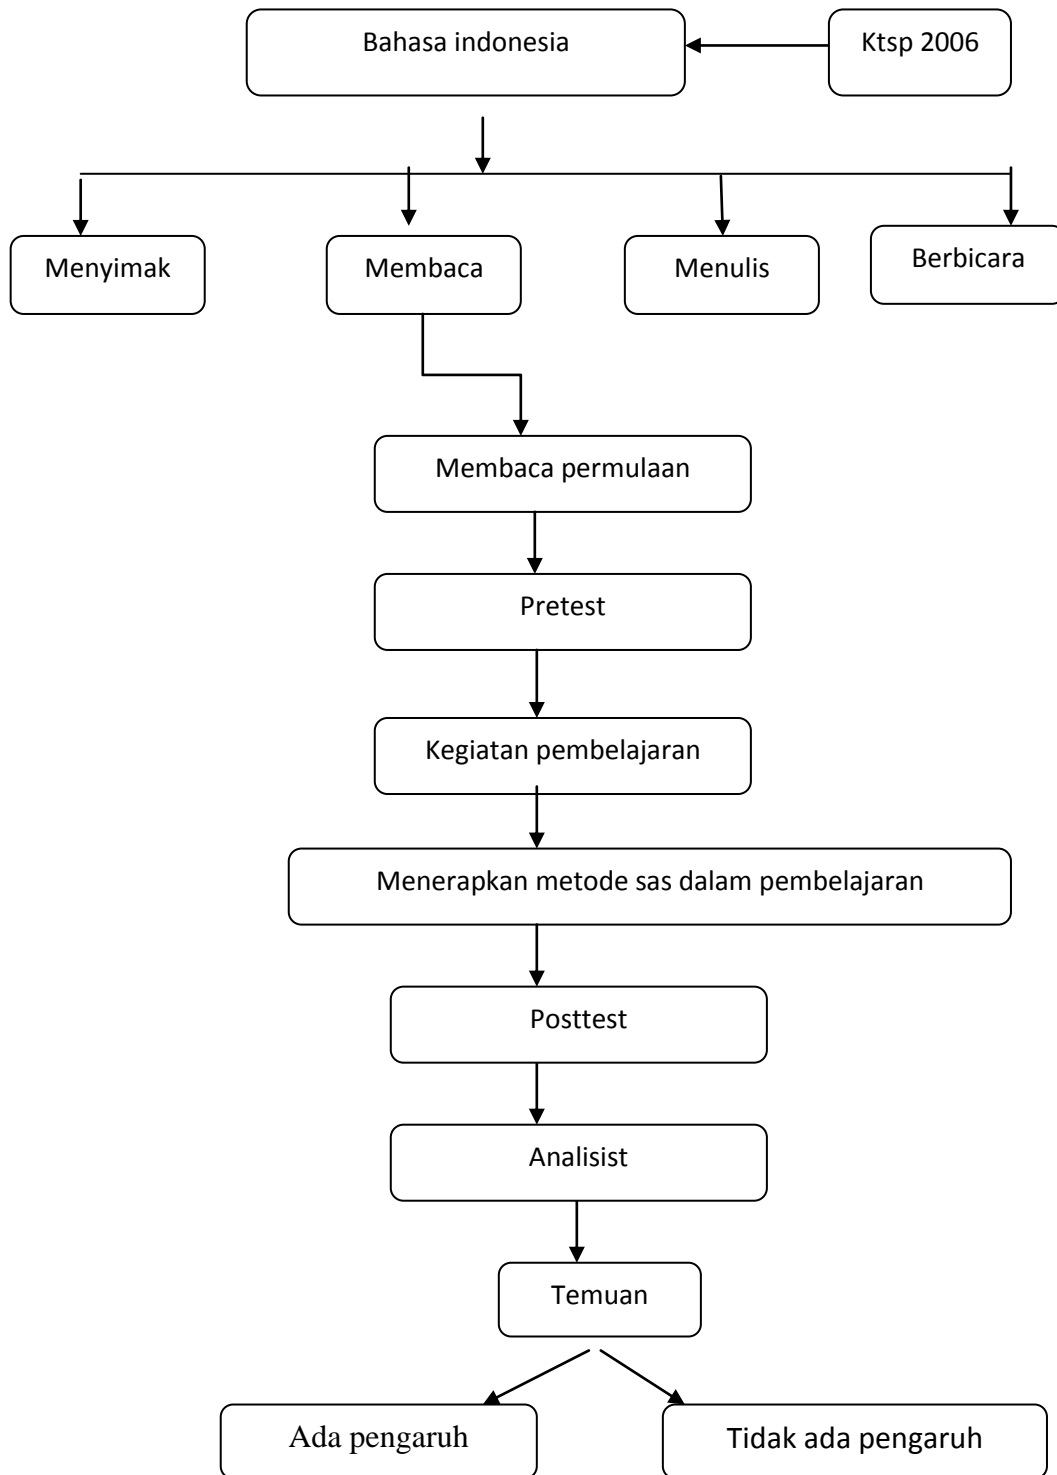 Bahasa indonesia
Ktsp 2006
Menyimak
Membaca
Menulis
Berbicara
Membaca permulaan
Pretest
Kegiatan pembelajaran
Menerapkan metode sas dalam pembelajaran
Posttest
Analisist
Temuan
Ada pengaruh
Tidak ada pengaruh